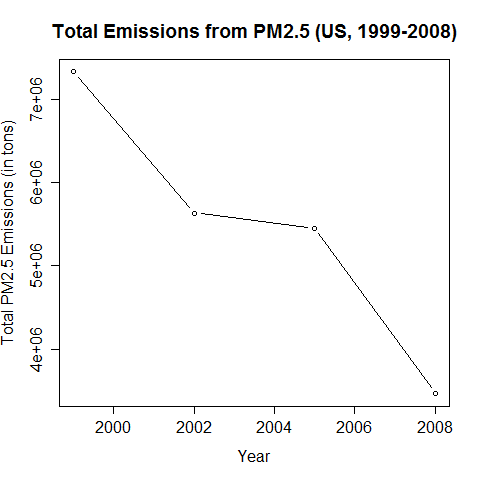 Total Emissions from PM2.5 (US, 1999-2008)
Total PM2.5 Emissions (in tons)
7e+06
6e+06
5e+06
4e+06
2000 2002 2004 2006 2008
Year